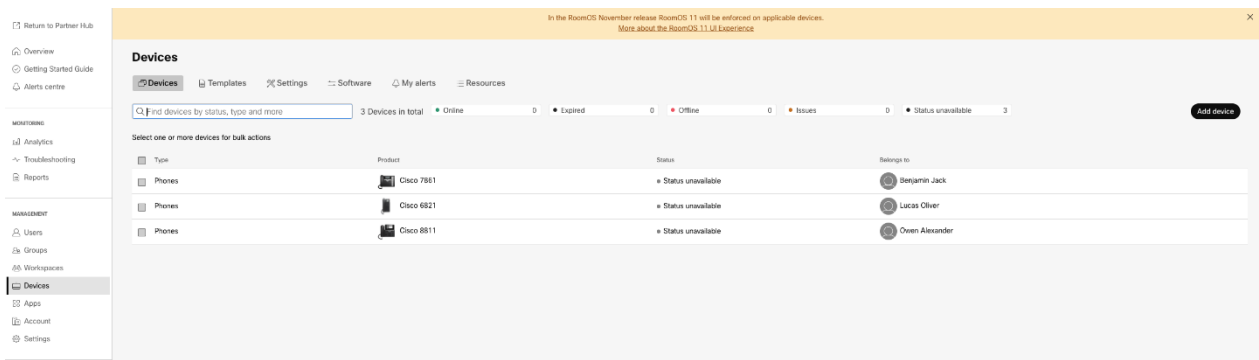 Return to Partner Hub
In the RoomOS November release RoomOS 11 will be enforced on applicable devices.
More about the RoomOS 11 UI Experience
Overview
Getting Started Guide
Alerts centre
MONITORING
Analytics
Troubleshooting
Reports
MANAGEMENT
Users
Groups
Workspaces
Devices
Apps
Account
Settings
Devices
Devices Templates Settings Software My alerts Resources
Find devices by status, type and more 3 Devices in total Online 0 Expired 0 Offline 0 Issues 0 Status unavailable 3 Add device
Select one or more devices for bulk actions
Type Product Status Belongs to
Phones Cisco 7861 Status unavailable Benjamin Jack
Phones Cisco 6821 Status unavailable Lucas Oliver
Phones Cisco 8811 Status unavailable Owen Alexander